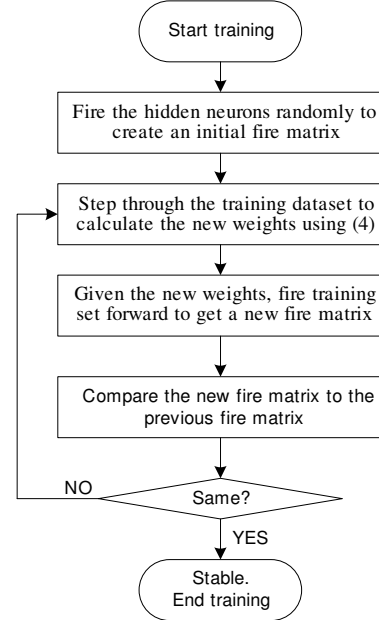 Start training
Fire the hidden neurons randomly to
create an initial fire matrix
Step through the training dataset to
calculate the new weights using (4)
Given the new weights, fire training
set forward to get a new fire matrix
Compare the new fire matrix to the
previous fire matrix
NO
Same?
YES
Stable.
End training